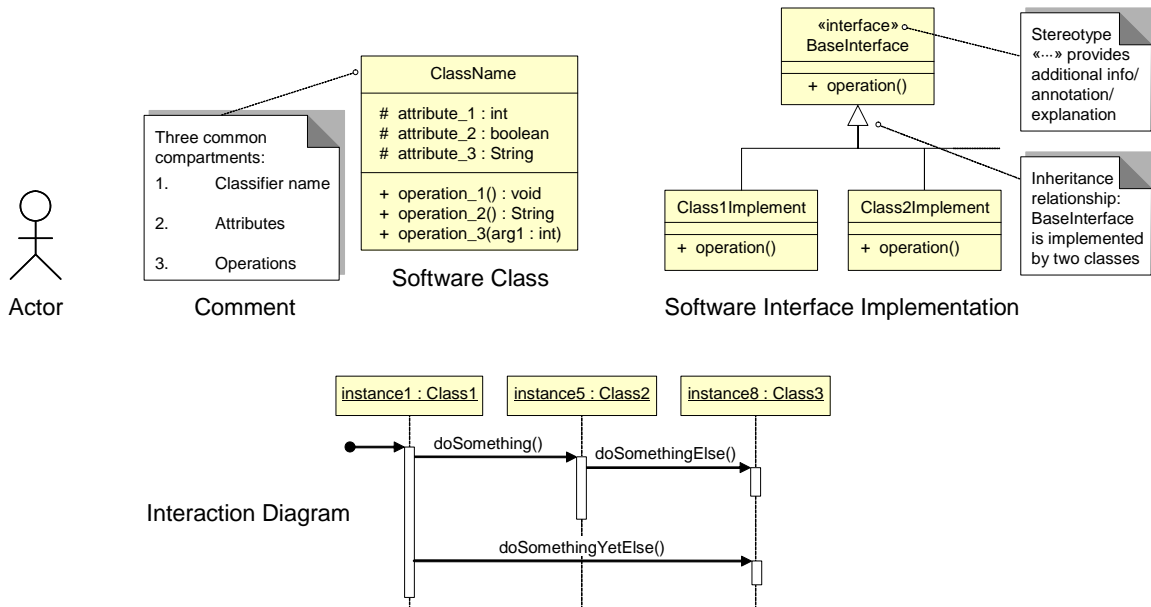 «interface»
BaseInterface
+ operation()
Stereotype
«···» provides
additional info/
annotation/
explanation
ClassName
# attribute_1 : int
# attribute_2 : boolean
# attribute_3 : String
+ operation_1() : void
+ operation_2() : String
+ operation_3(arg1 : int)
Three common
compartments:
1. Classifier name
2. Attributes
3. Operations
Class1Implement
+ operation()
Class2Implement
+ operation()
Inheritance
relationship:
BaseInterface
is implemented
by two classes
Actor
Comment
Software Class
Software Interface Implementation
instance1 : Class1
instance5 : Class2
instance8 : Class3
doSomething()
doSomethingElse()
Interaction Diagram
doSomethingYetElse()